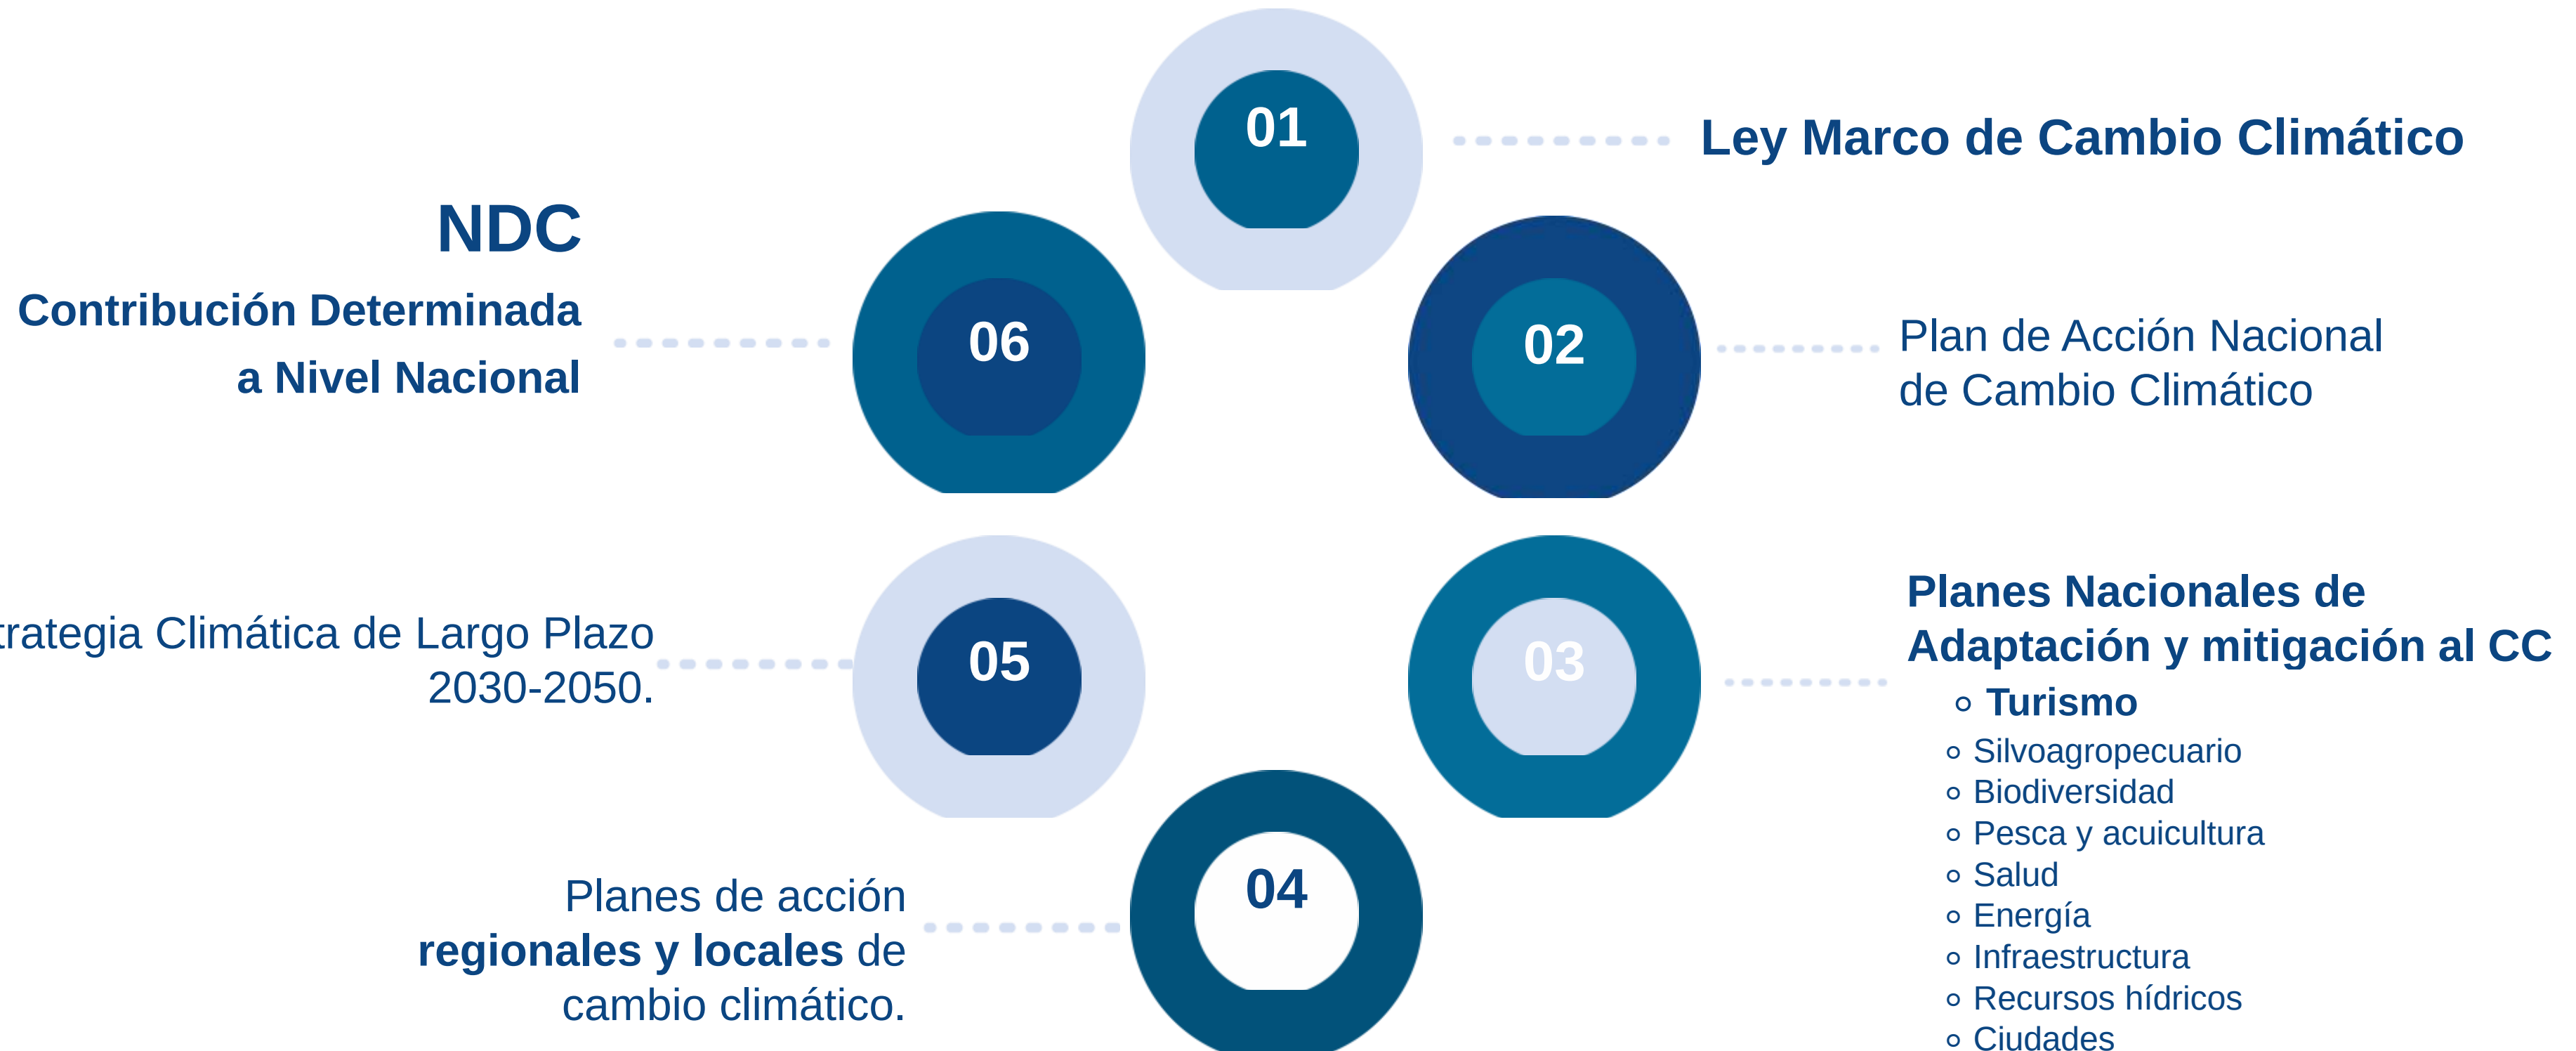 01
Ley Marco de Cambio Climático
02
Plan de Acción Nacional
de Cambio Climático
03
Planes Nacionales de
Adaptación y mitigación al CC
Turismo
Silvoagropecuario
Biodiversidad
Pesca y acuicultura
Salud
Energía
Infraestructura
Recursos hídricos
Ciudades
04
Planes de acción
regionales y locales de
cambio climático.
05
trategia Climática de Largo Plazo
2030-2050.
06
NDC
Contribución Determinada
a Nivel Nacional